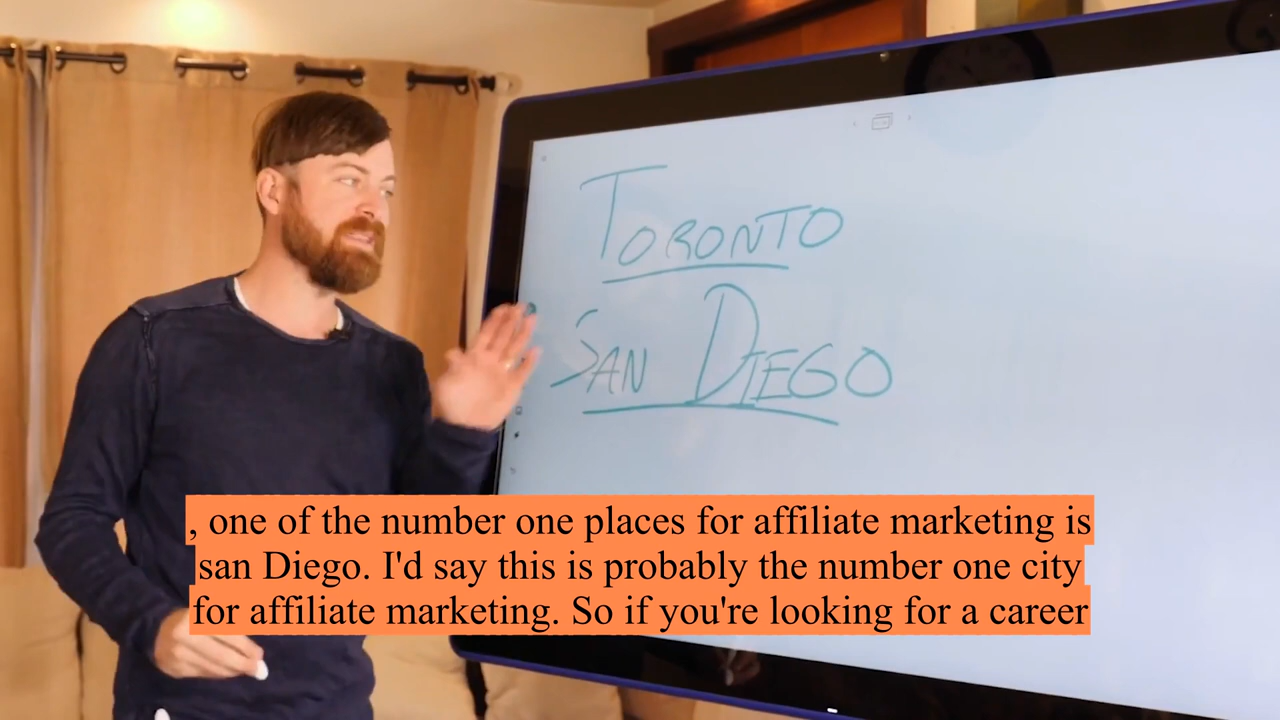 TORONTO
SAN DIEGO
, one of the number one places for affiliate marketing is
san Diego. I'd say this is probably the number one city
for affiliate marketing. So if you're looking for a career